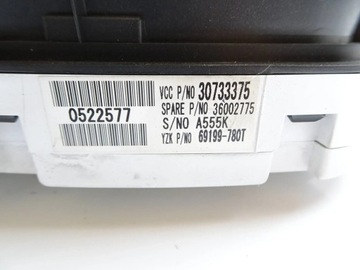 VCC P/NO 30733375
0522577
SPARE P/NO 36002775
S/NO A555K
YZK P/NO 69199-780T